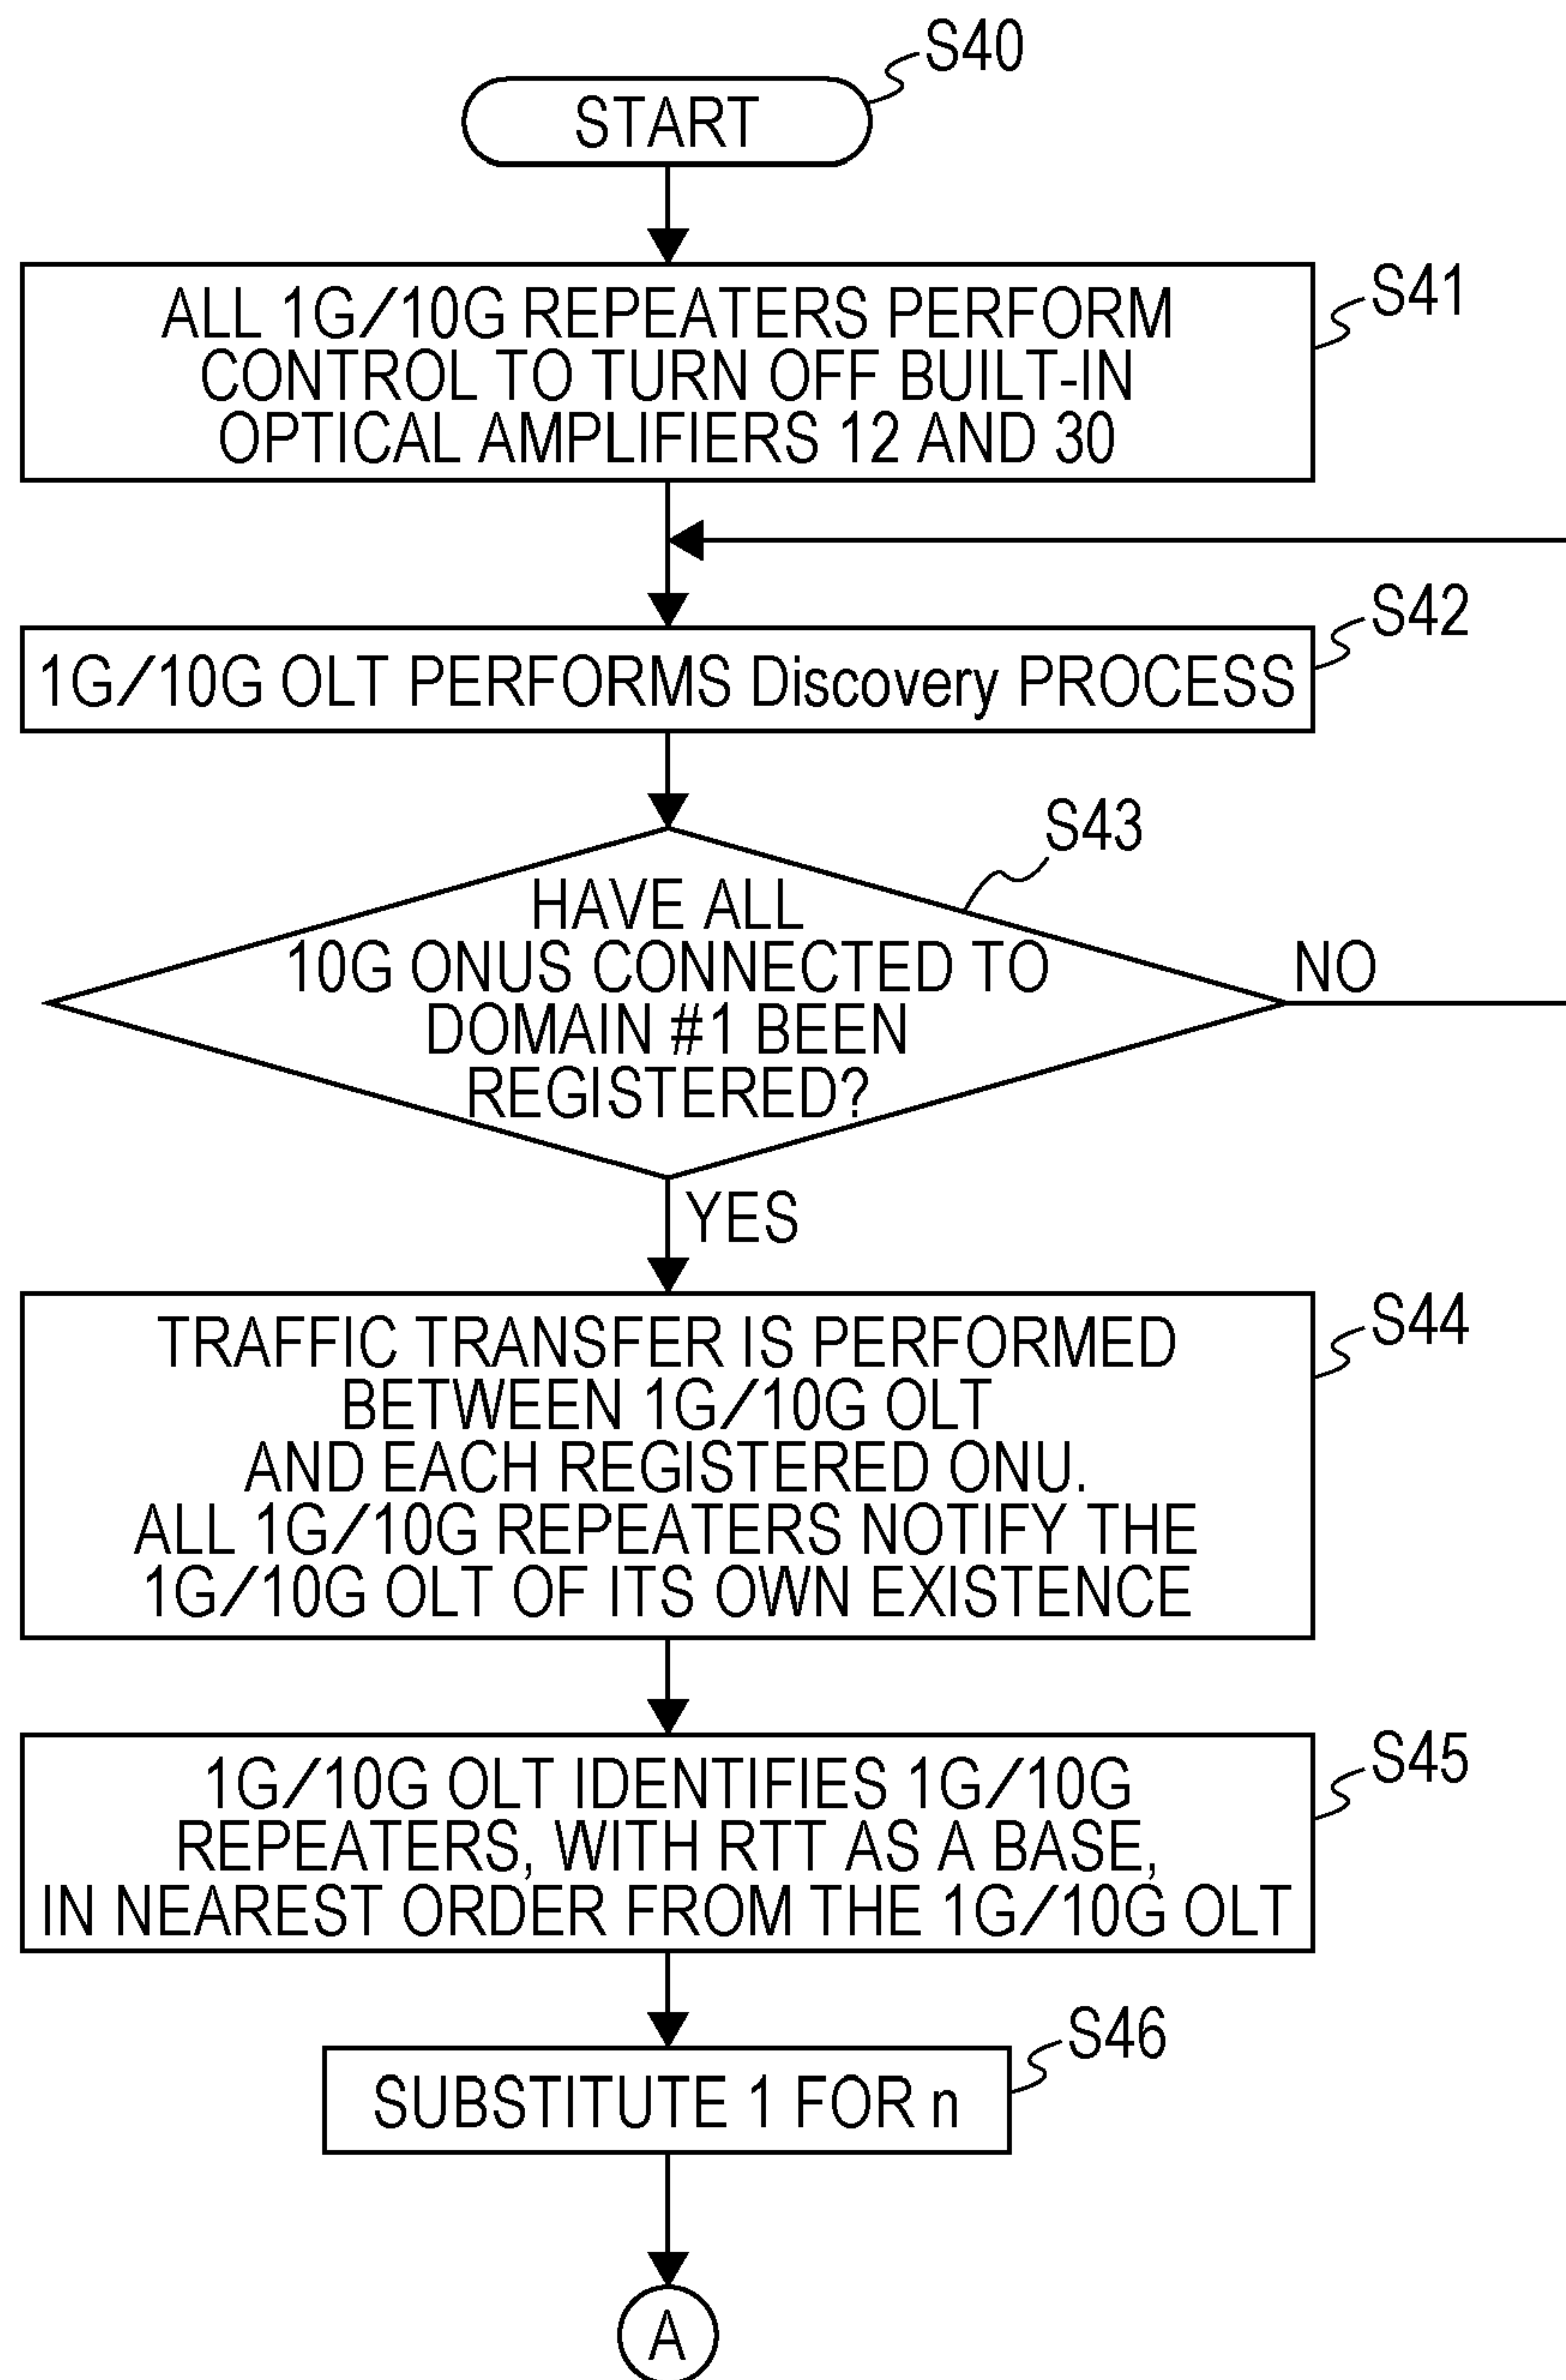 S40
START
S41
ALL 1G/10G REPEATERS PERFORM
CONTROL TO TURN OFF BUILT-IN
OPTICAL AMPLIFIERS 12 AND 30
S42
1G/10G OLT PERFORMS Discovery PROCESS
S43
HAVE ALL
10G ONUS CONNECTED TO
DOMAIN #1 BEEN
REGISTERED?
NO
YES
S44
TRAFFIC TRANSFER IS PERFORMED
BETWEEN 1G/10G OLT
AND EACH REGISTERED ONU.
ALL 1G/10G REPEATERS NOTIFY THE
1G/10G OLT OF ITS OWN EXISTENCE
S45
1G/10G OLT IDENTIFIES 1G/10G
REPEATERS, WITH RTT AS A BASE,
IN NEAREST ORDER FROM THE 1G/10G OLT
S46
SUBSTITUTE 1 FOR n
A